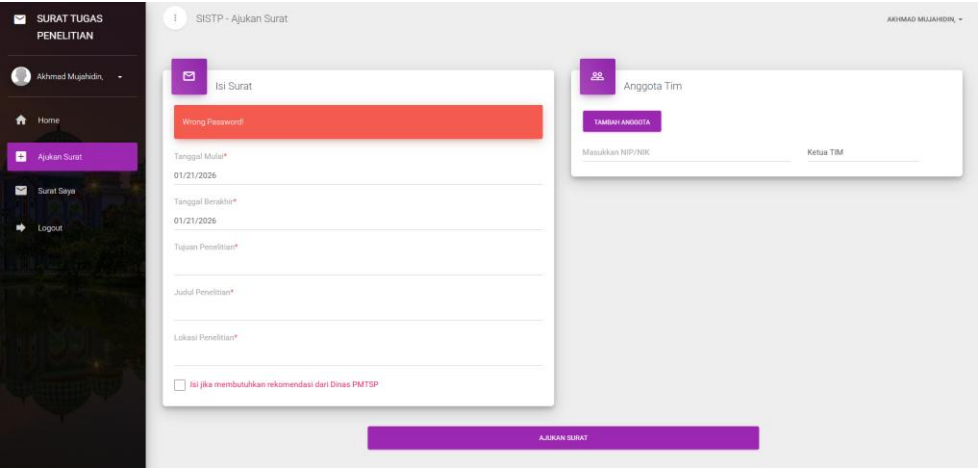 SURAT TUGAS
PENELITIAN
Akhmad Mujahidin,
Home
Ajukan Surat
Surat Saya
Logout
SISTP - Ajukan Surat
AKHMAD MUJAHIDIN,
Isi Surat
Wrong Password!
Tanggal Mulai*
01/21/2026
Tanggal Berakhir*
01/21/2026
Tujuan Penelitian*
Judul Penelitian*
Lokasi Penelitian*
Isi jika membutuhkan rekomendasi dari Dinas PMTSP
Anggota Tim
TAMBAH ANGGOTA
Masukkan NIP/NIK
Ketua TIM
AJUKAN SURAT